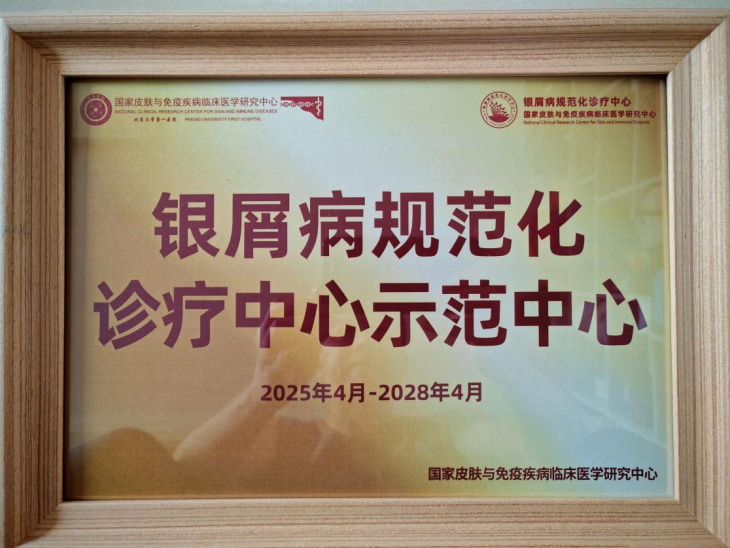 国家皮肤与免疫疾病临床医学研究中心
NATIONAL CLINICAL RESEARCH CENTER FOR SKIN AND IMMUNE DISEASES
北京大学第一医院 PEKING UNIVERSITY FIRST HOSPITAL
银屑病规范化诊疗中心
国家皮肤与免疫疾病临床医学研究中心
National Clinical Research Center for Skin and Immune Diseases
银屑病规范化
诊疗中心示范中心
2025年4月-2028年4月
国家皮肤与免疫疾病临床医学研究中心